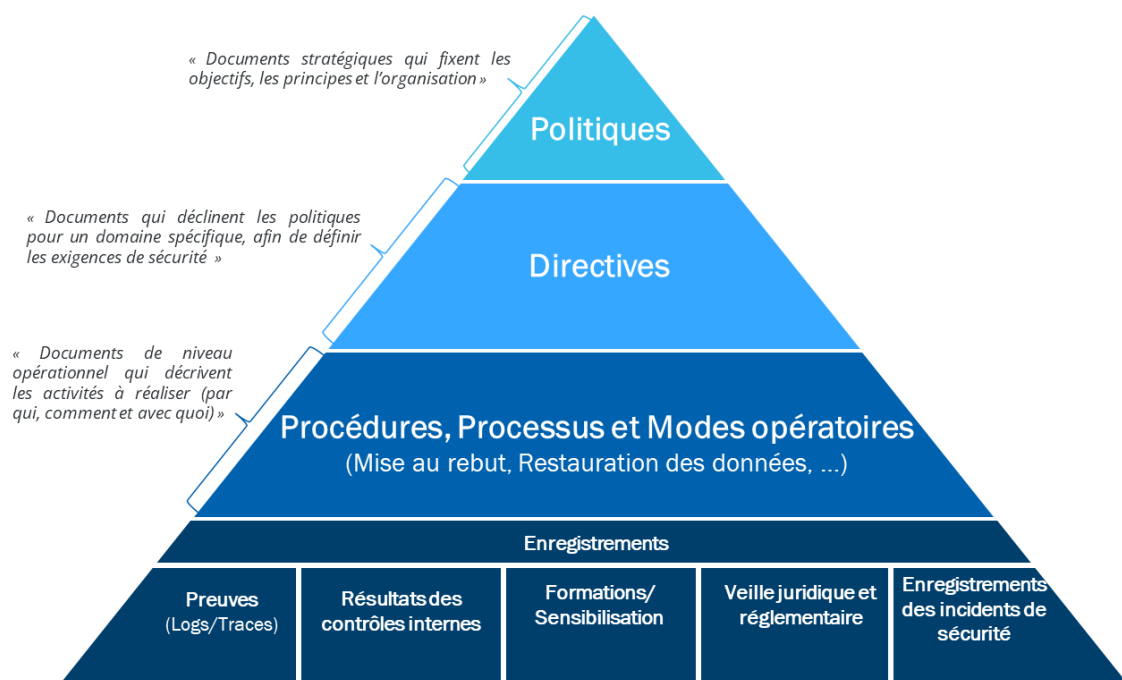 « Documents stratégiques qui fixent les
objectifs, les principes et l'organisation »
Politiques
« Documents qui déclinent les politiques
pour un domaine spécifique, afin de définir
les exigences de sécurité »
Directives
« Documents de niveau
opérationnel qui décrivent
les activités à réaliser (par
qui, comment et avec quoi) »
Procédures, Processus et Modes opératoires
(Mise au rebut, Restauration des données, ...)
Enregistrements
Preuves
(Logs/Traces)
Résultats des
contrôles internes
Formations/
Sensibilisation
Veille juridique et
réglementaire
Enregistrements
des incidents de
sécurité